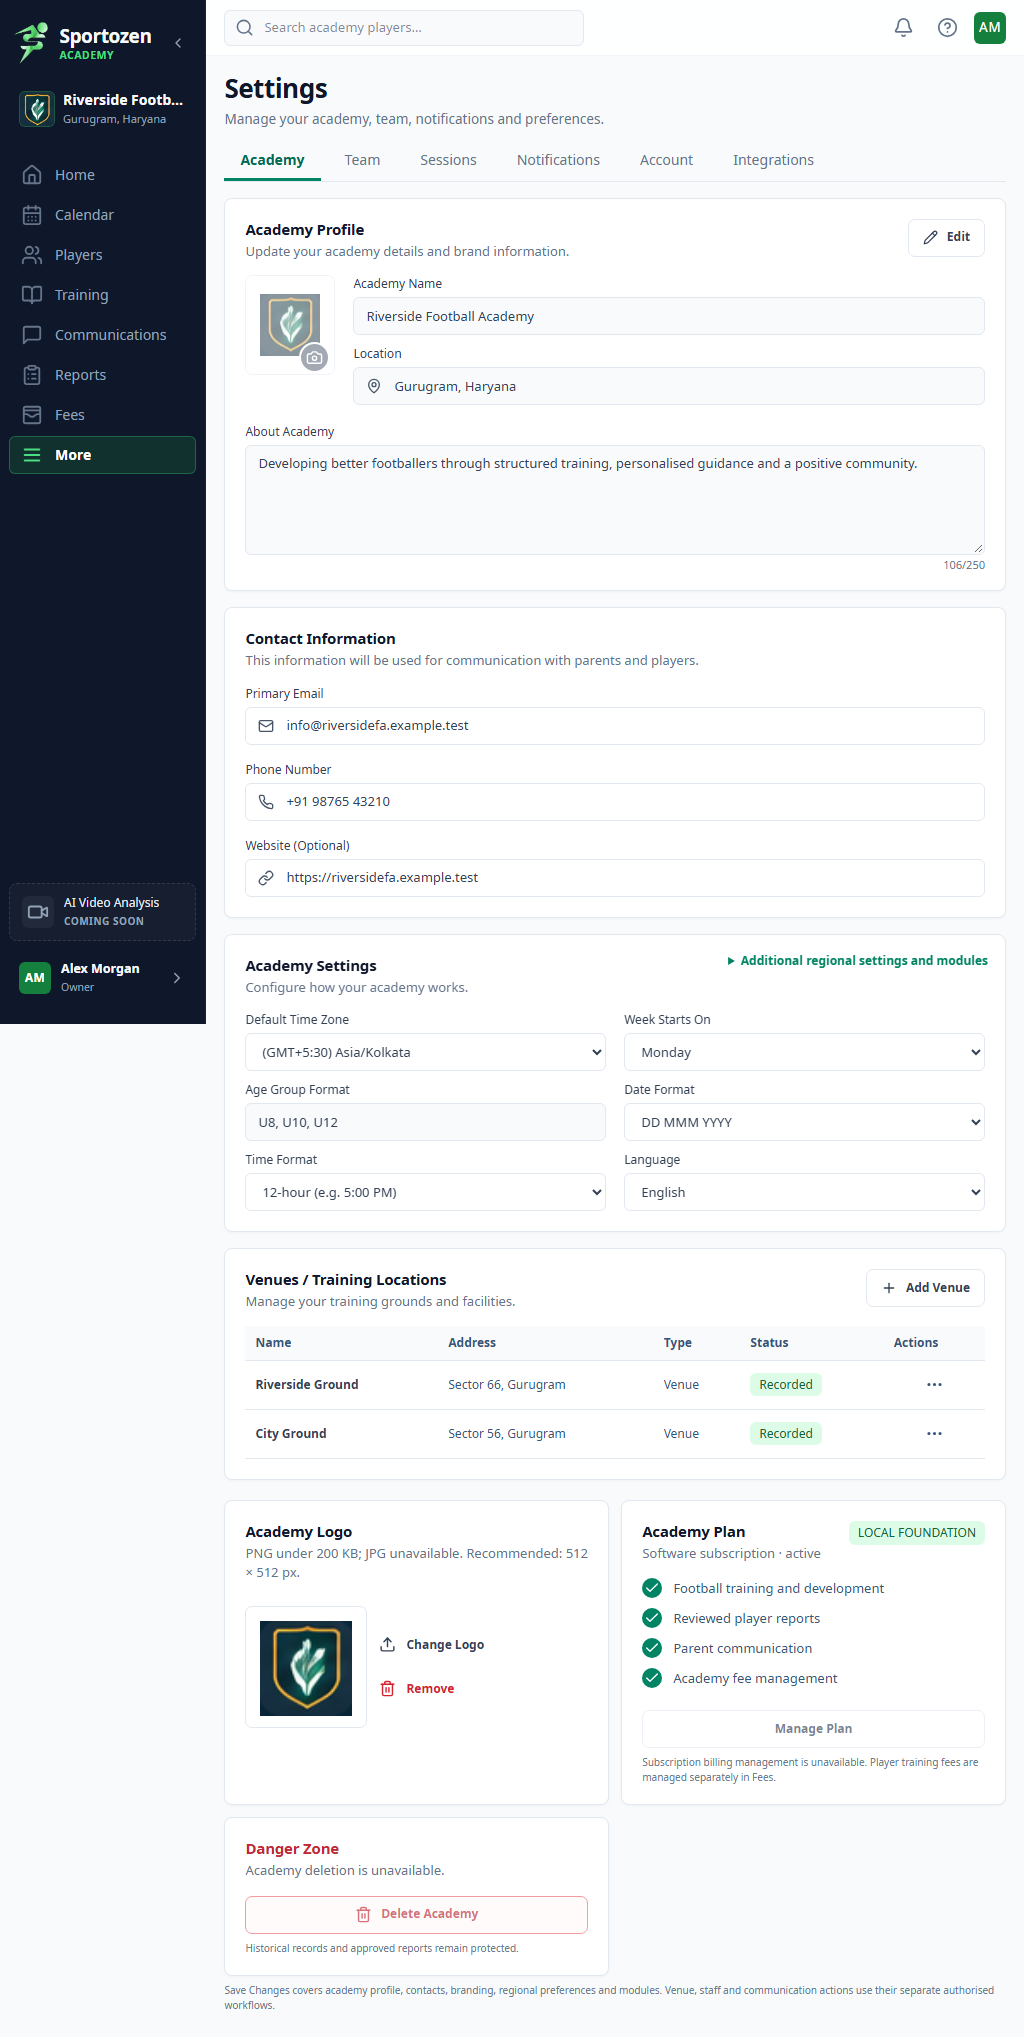 Sportozen
ACADEMY
Riverside Footb...
Gurugram, Haryana
Home
Calendar
Players
Training
Communications
Reports
Fees
More
AI Video Analysis
COMING SOON
AM
Alex Morgan
Owner
Search academy players...
AM
Settings
Manage your academy, team, notifications and preferences.
Academy
Team
Sessions
Notifications
Account
Integrations
Academy Profile
Update your academy details and brand information.
Edit
Academy Name
Riverside Football Academy
Location
Gurugram, Haryana
About Academy
Developing better footballers through structured training, personalised guidance and a positive community.
106/250
Contact Information
This information will be used for communication with parents and players.
Primary Email
info@riversidefa.example.test
Phone Number
+91 98765 43210
Website (Optional)
https://riversidefa.example.test
Academy Settings
Configure how your academy works.
Additional regional settings and modules
Default Time Zone
Week Starts On
(GMT+5:30) Asia/Kolkata
Monday
Age Group Format
Date Format
U8, U10, U12
DD MMM YYYY
Time Format
Language
12-hour (e.g. 5:00 PM)
English
Venues / Training Locations
Manage your training grounds and facilities.
Add Venue
Name Address Type Status Actions
Riverside Ground Sector 66, Gurugram Venue Recorded
City Ground Sector 56, Gurugram Venue Recorded
Academy Logo
PNG under 200 KB; JPG unavailable. Recommended: 512
× 512 px.
Change Logo
Remove
Academy Plan
LOCAL FOUNDATION
Software subscription · active
Football training and development
Reviewed player reports
Parent communication
Academy fee management
Manage Plan
Subscription billing management is unavailable. Player training fees are
managed separately in Fees.
Danger Zone
Academy deletion is unavailable.
Delete Academy
Historical records and approved reports remain protected.
Save Changes covers academy profile, contacts, branding, regional preferences and modules. Venue, staff and communication actions use their separate authorised
workflows.